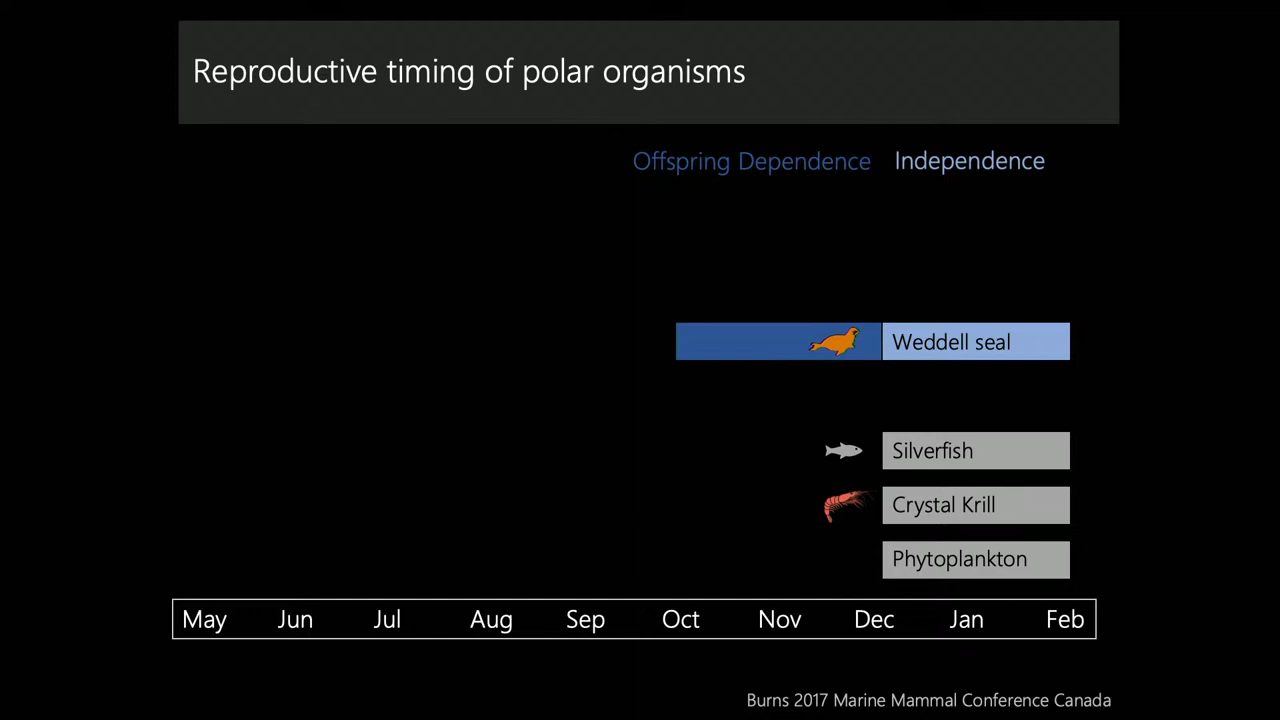 Reproductive timing of polar organisms
Offspring Dependence Independence
Weddell seal
Silverfish
Crystal Krill
Phytoplankton
May Jun Jul Aug Sep Oct Nov Dec Jan Feb
Burns 2017 Marine Mammal Conference Canada